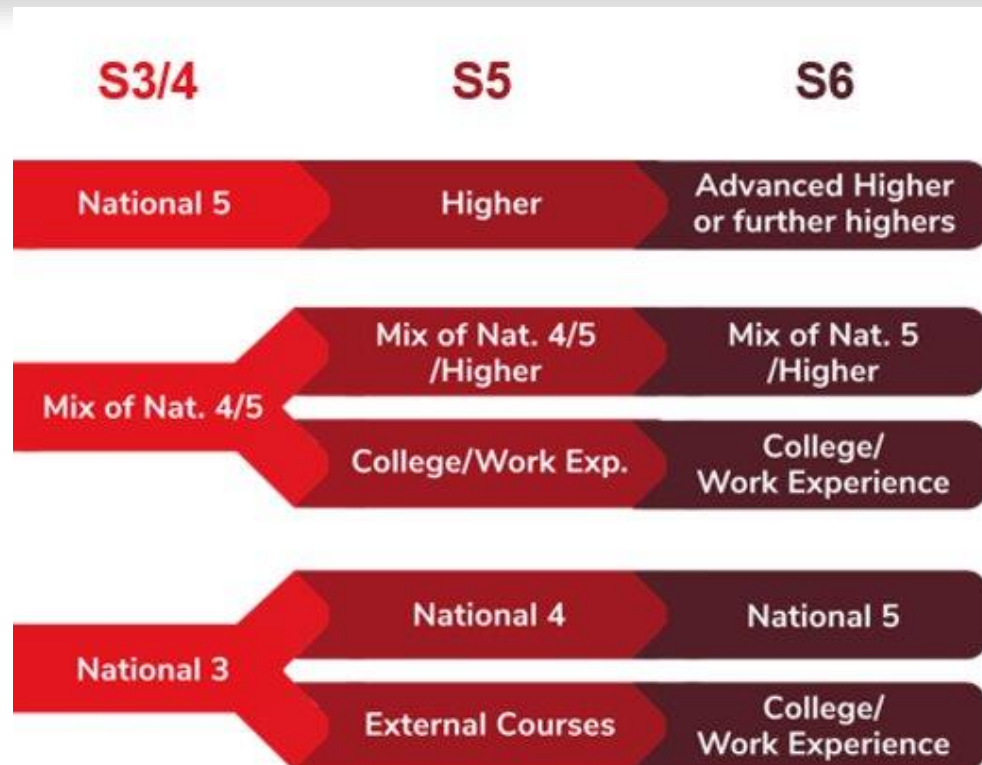 S3/4
S5
S6
National 5
Higher
Advanced Higher
or further highers
Mix of Nat. 4/5
Mix of Nat. 4/5
/Higher
Mix of Nat. 5
/Higher
College/Work Exp.
College/
Work Experience
National 3
National 4
National 5
External Courses
College/
Work Experience